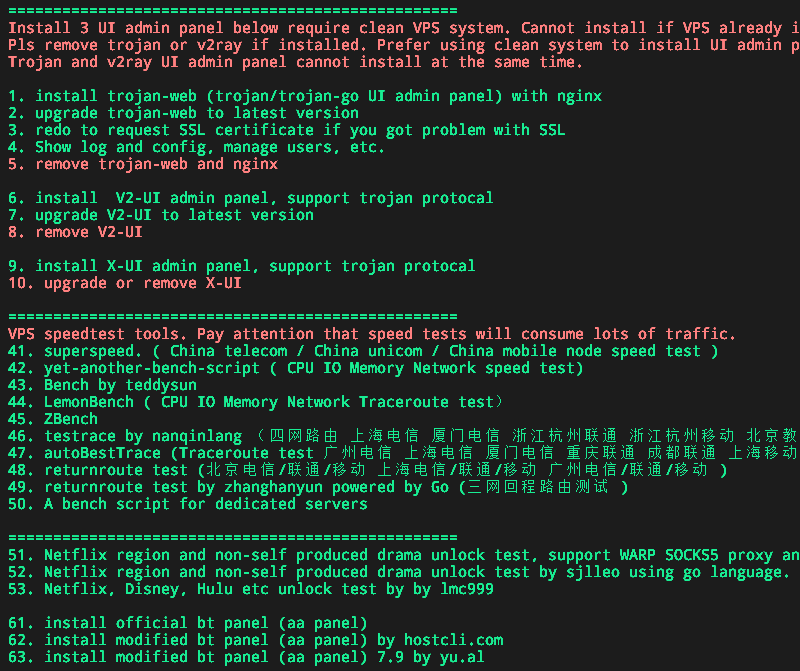 ==================================================
Install 3 UI admin panel below require clean VPS system. Cannot install if VPS already i
Pls remove trojan or v2ray if installed. Prefer using clean system to install UI admin p
Trojan and v2ray UI admin panel cannot install at the same time.
1. install trojan-web (trojan/trojan-go UI admin panel) with nginx
2. upgrade trojan-web to latest version
3. redo to request SSL certificate if you got problem with SSL
4. Show log and config, manage users, etc.
5. remove trojan-web and nginx
6. install  V2-UI admin panel, support trojan protocal
7. upgrade V2-UI to latest version
8. remove V2-UI
9. install X-UI admin panel, support trojan protocal
10. upgrade or remove X-UI
==================================================
VPS speedtest tools. Pay attention that speed tests will consume lots of traffic.
41. superspeed. ( China telecom / China unicom / China mobile node speed test )
42. yet-another-bench-script ( CPU IO Memory Network speed test)
43. Bench by teddysun
44. LemonBench ( CPU IO Memory Network Traceroute test）
45. ZBench
46. testrace by nanqinlang （四网路由 上海电信 厦门电信 浙江杭州联通 浙江杭州移动 北京教
47. autoBestTrace (Traceroute test 广州电信 上海电信 厦门电信 重庆联通 成都联通 上海移动
48. returnroute test (北京电信/联通/移动 上海电信/联通/移动 广州电信/联通/移动 )
49. returnroute test by zhanghanyun powered by Go (三网回程路由测试 )
50. A bench script for dedicated servers
==================================================
51. Netflix region and non-self produced drama unlock test, support WARP SOCKS5 proxy an
52. Netflix region and non-self produced drama unlock test by sjlleo using go language.
53. Netflix, Disney, Hulu etc unlock test by by lmc999
61. install official bt panel (aa panel)
62. install modified bt panel (aa panel) by hostcli.com
63. install modified bt panel (aa panel) 7.9 by yu.al